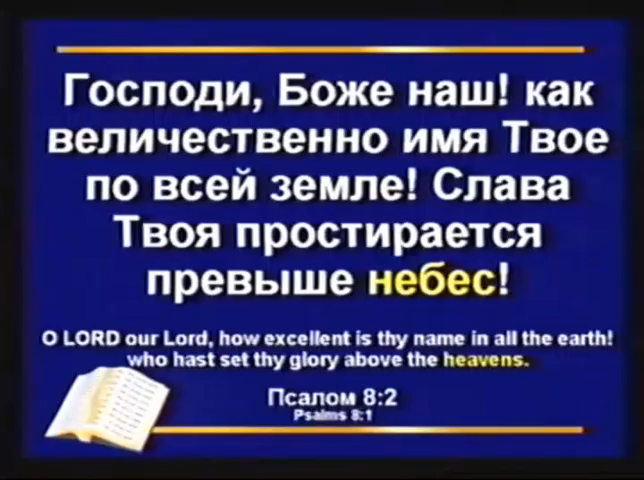 Господи, Боже наш! как
величественно имя Твое
по всей земле! Слава
Твоя простирается
превыше небес!
O LORD our Lord, how excellent is thy name in all the earth!
who hast set thy glory above the heavens.
Псалом 8:2
Psalms 8:1